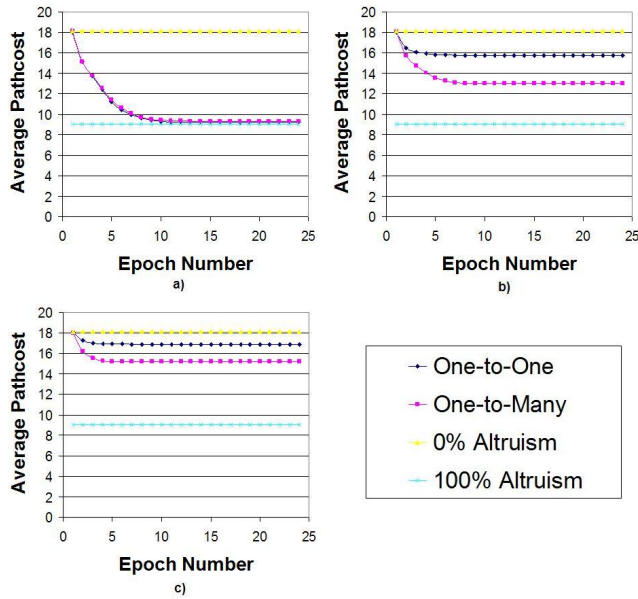 18
16
14
12
10
8
6
4
2
0
Average Pathcost
0 5 10 15 20 25
Epoch Number
a)
18
16
14
12
10
8
6
4
2
0
Average Pathcost
0 5 10 15 20 25
Epoch Number
b)
18
16
14
12
10
8
6
4
2
0
Average Pathcost
0 5 10 15 20 25
Epoch Number
c)
One-to-One
One-to-Many
0% Altruism
100% Altruism